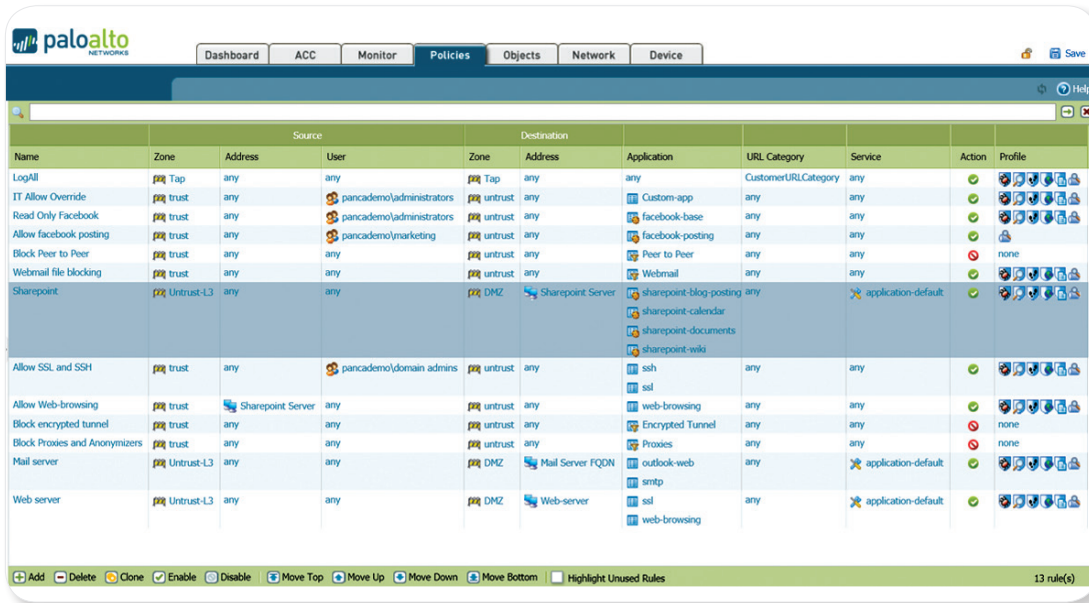 paloalto
NETWORKS
Dashboard ACC Monitor Policies Objects Network Device Save
Help
Source Destination
Name Zone Address User Zone Address Application URL Category Service Action Profile
LogAll Tap any any Tap any any CustomerURLCategory any
IT Allow Override trust any pancademo\administrators untrust any Custom-app any any
Read Only Facebook trust any pancademo\administrators untrust any facebook-base any any
Allow facebook posting trust any pancademo\marketing untrust any facebook-posting any any
Block Peer to Peer trust any any untrust any Peer to Peer any any none
Webmail file blocking trust any any untrust any Webmail any any
Sharepoint Untrust-L3 any any DMZ Sharepoint Server sharepoint-blog-posting any application-default
sharepoint-calendar
sharepoint-documents
sharepoint-wiki
Allow SSL and SSH trust any pancademo\domain admins untrust any ssh any any
ssl
Allow Web-browsing trust Sharepoint Server any untrust any web-browsing any any
Block encrypted tunnel trust any any untrust any Encrypted Tunnel any any none
Block Proxies and Anonymizers trust any any untrust any Proxies any any none
Mail server Untrust-L3 any any DMZ Mail Server FQDN outlook-web any application-default
smtp
Web server Untrust-L3 any any DMZ Web-server ssl any application-default
web-browsing
Add Delete Clone Enable Disable Move Top Move Up Move Down Move Bottom Highlight Unused Rules 13 rule(s)